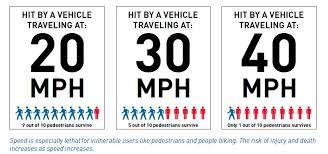 HIT BY A VEHICLE
TRAVELING AT:
20
MPH
9 out of 10 pedestrians survive
HIT BY A VEHICLE
TRAVELING AT:
30
MPH
5 out of 10 pedestrians survive
HIT BY A VEHICLE
TRAVELING AT:
40
MPH
Only 1 out of 10 pedestrians survives
Speed is especially lethal for vulnerable users like pedestrians and people biking. The risk of injury and death
increases as speed increases.